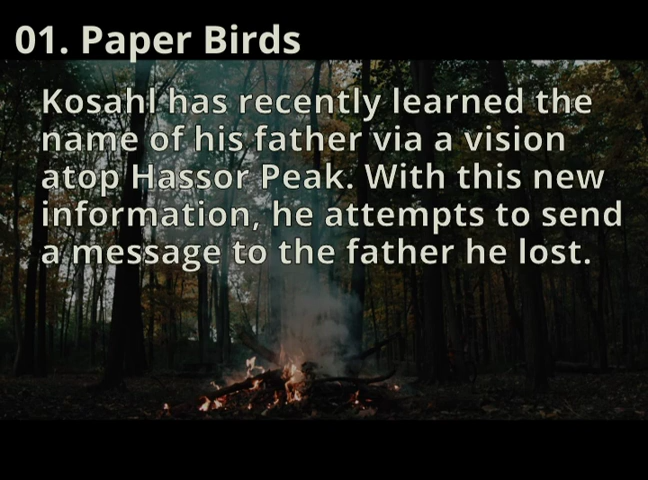 01. Paper Birds
Kosahl has recently learned the
name of his father via a vision
atop Hassor Peak. With this new
information, he attempts to send
a message to the father he lost.